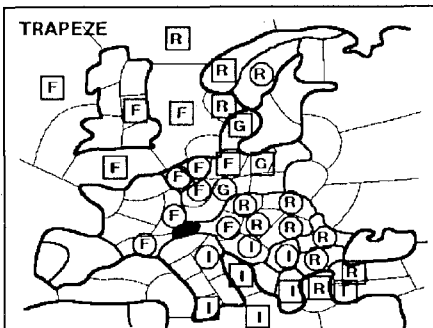 TRAPEZE
R
R R
F
F F R
G
F F F G
F
F G
R R
F F R R R
F I I I R
I R
I R I
I I